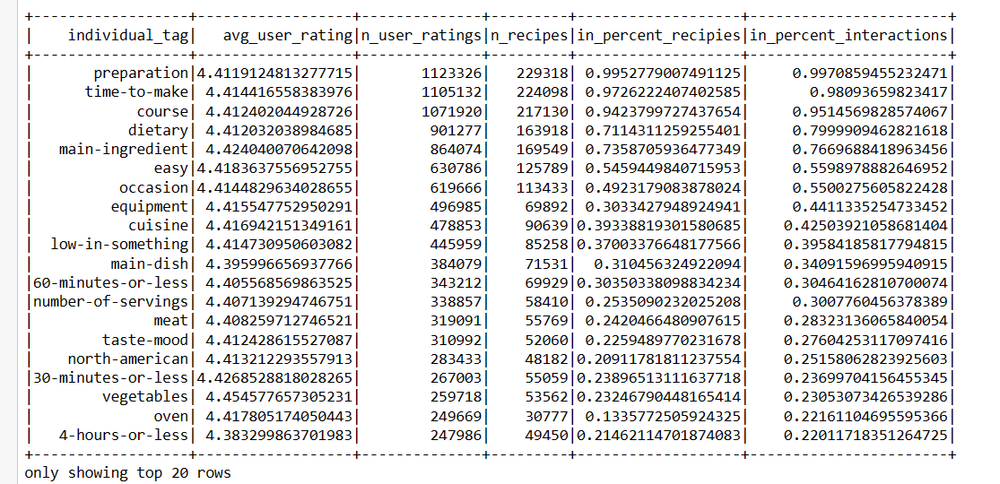 +-----------------+------------------+--------------+---------+-------------------+-----------------------+
|   individual_tag|   avg_user_rating|n_user_ratings|n_recipes|in_percent_recipies|in_percent_interactions|
+-----------------+------------------+--------------+---------+-------------------+-----------------------+
|      preparation|4.4119124813277715|       1123326|   229318| 0.9952779007491125|     0.9970859455232471|
|     time-to-make| 4.414416558383976|       1105132|   224098| 0.9726222407402585|       0.98093659823417|
|           course| 4.412402044928726|       1071920|   217130| 0.9423799727437654|     0.9514569828574067|
|          dietary| 4.412032038984685|        901277|   163918| 0.7114311259255401|     0.7999909462821618|
|  main-ingredient| 4.424040070642098|        864074|   169549| 0.7358705936477349|     0.7669688418963456|
|             easy|4.4183637556952755|        630786|   125789| 0.5459449840715953|     0.5598978882646952|
|         occasion|4.4144829634028655|        619666|   113433| 0.4923179083878024|     0.5500275605822428|
|        equipment| 4.415547752950291|        496985|    69892| 0.3033427948924941|     0.4411335254733452|
|          cuisine| 4.416942151349161|        478853|    90639|0.39338819301580685|    0.42503921058681404|
| low-in-something| 4.414730950603082|        445959|    85258|0.37003376648177566|    0.39584185817794815|
|        main-dish| 4.395996656937766|        384079|    71531|  0.310456324922094|    0.34091596995940915|
|60-minutes-or-less| 4.405568569863525|        343212|    69929|0.30350338098834234|    0.30464162810700074|
|number-of-servings| 4.407139294746751|        338857|    58410| 0.2535090232025208|     0.3007760456378389|
|             meat| 4.408259712746521|        319091|    55769| 0.2420466480907615|    0.28323136065840054|
|       taste-mood| 4.412428615527087|        310992|    52060| 0.2259489770231678|    0.27604253117097416|
|   north-american| 4.413212293557913|        283433|    48182|0.20911781811237554|    0.25158062823925603|
|30-minutes-or-less|4.4268528818028265|        267003|    55059|0.23896513111637718|    0.23699704156455345|
|       vegetables| 4.454577657305231|        259718|    53562|0.23246790448165414|    0.23053073426539286|
|             oven| 4.417805174050443|        249669|    30777| 0.1335772505924325|    0.22161104695595366|
|  4-hours-or-less| 4.383299863701983|        247986|    49450|0.21462114701874083|    0.22011718351264725|
+-----------------+------------------+--------------+---------+-------------------+-----------------------+
only showing top 20 rows